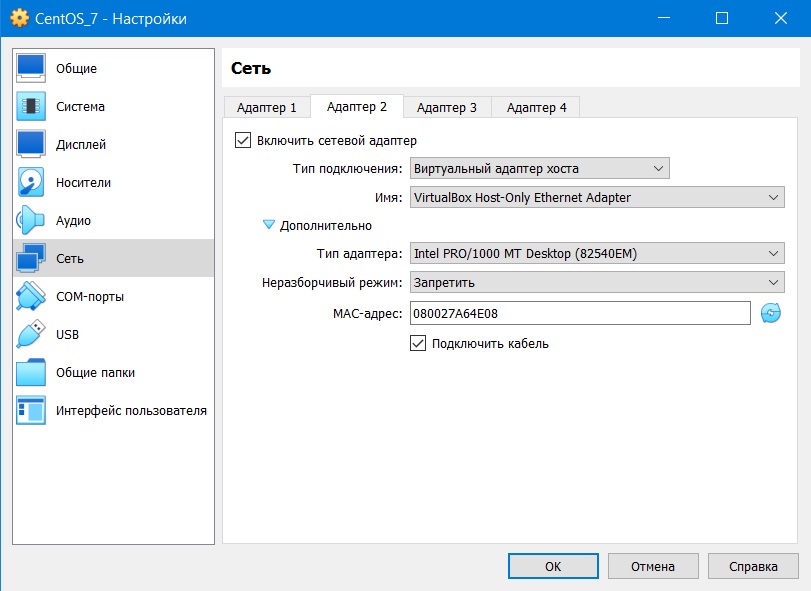 CentOS_7 - Настройки
Общие
Система
Дисплей
Носители
Аудио
Сеть
COM-порты
USB
Общие папки
Интерфейс пользователя
Сеть
Адаптер 1 Адаптер 2 Адаптер 3 Адаптер 4
Включить сетевой адаптер
Тип подключения: Виртуальный адаптер хоста
Имя: VirtualBox Host-Only Ethernet Adapter
Дополнительно
Тип адаптера: Intel PRO/1000 MT Desktop (82540EM)
Неразборчивый режим: Запретить
MAC-адрес: 080027A64E08
Подключить кабель
OK Отмена Справка